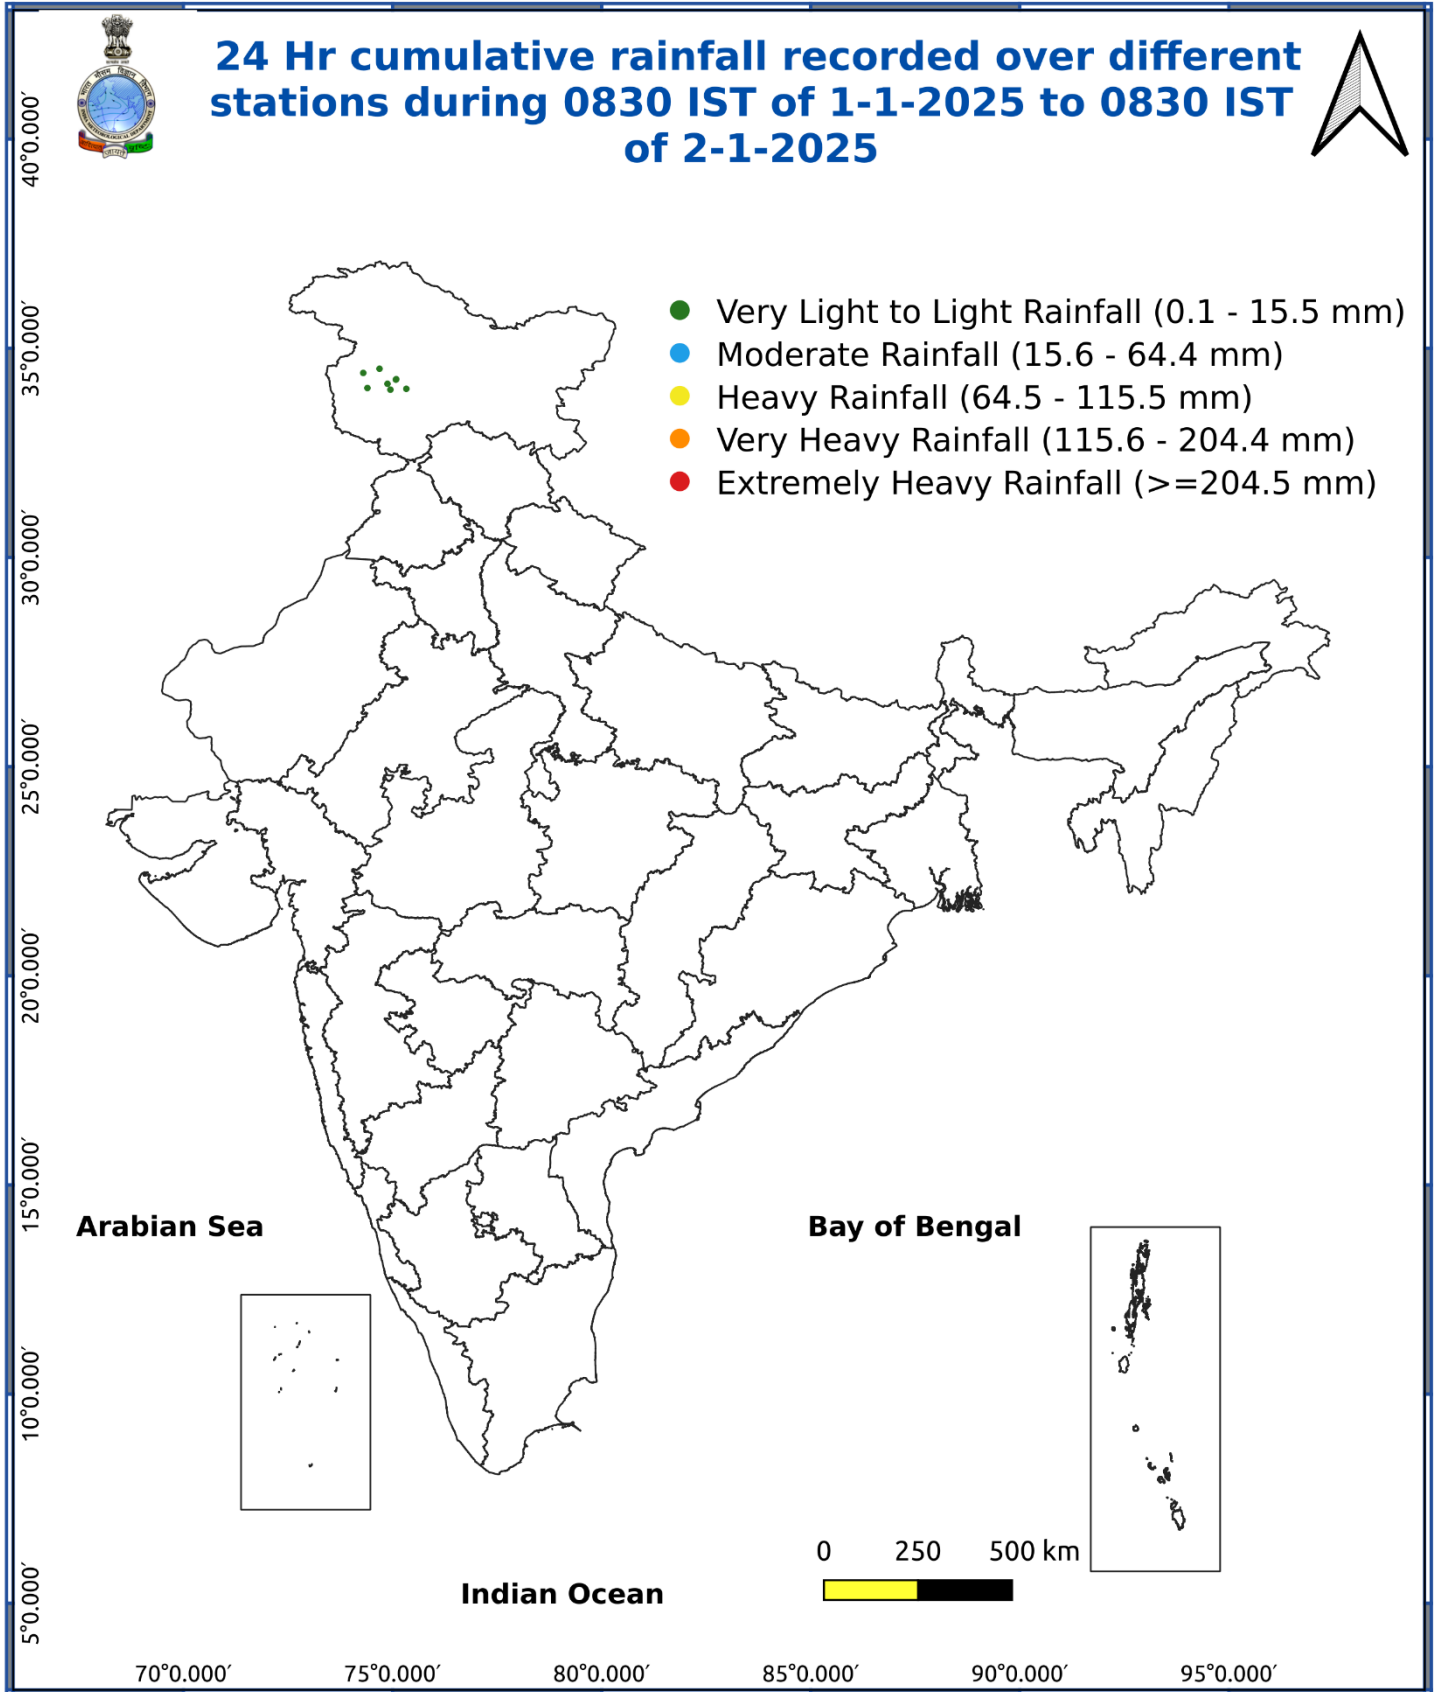 24 Hr cumulative rainfall recorded over different
stations during 0830 IST of 1-1-2025 to 0830 IST
of 2-1-2025
Very Light to Light Rainfall (0.1 - 15.5 mm)
Moderate Rainfall (15.6 - 64.4 mm)
Heavy Rainfall (64.5 - 115.5 mm)
Very Heavy Rainfall (115.6 - 204.4 mm)
Extremely Heavy Rainfall (>=204.5 mm)
40°0.000′
35°0.000′
30°0.000′
25°0.000′
20°0.000′
15°0.000′
10°0.000′
5°0.000′
Arabian Sea
Bay of Bengal
Indian Ocean
0 250 500 km
70°0.000′ 75°0.000′ 80°0.000′ 85°0.000′ 90°0.000′ 95°0.000′